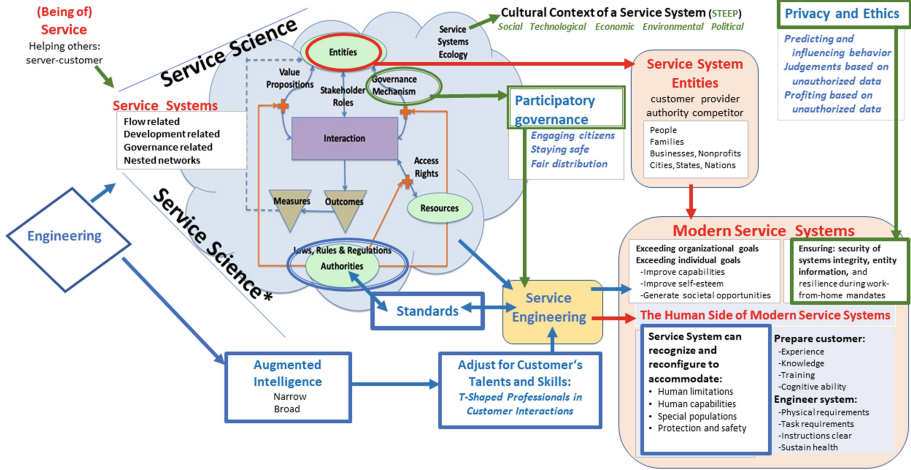 (Being of)
Service
Helping others:
server-customer
Service Science
Service Systems
Flow related
Development related
Governance related
Nested networks
Service Science*
Engineering
Entities
Value
Propositions
Stakeholder
Roles
Governance
Mechanism
Interaction
Access
Rights
Measures
Outcomes
Resources
Laws, Rules & Regulations
Authorities
Service
Systems
Ecology
Cultural Context of a Service System (STEEP)
Social Technological Economic Environmental Political
Participatory
governance
Engaging citizens
Staying safe
Fair distribution
Service System
Entities
customer provider
authority competitor
People
Families
Businesses, Nonprofits
Cities, States, Nations
Privacy and Ethics
Predicting and
influencing behavior
Judgements based on
unauthorized data
Profiting based on
unauthorized data
Standards
Service
Engineering
Augmented
Intelligence
Narrow
Broad
Adjust for Customer's
Talents and Skills:
T-Shaped Professionals in
Customer Interactions
Modern Service Systems
Exceeding organizational goals
Exceeding individual goals
-Improve capabilities
-Improve self-esteem
-Generate societal opportunities
Ensuring: security of
systems integrity, entity
information, and
resilience during work-
from-home mandates
The Human Side of Modern Service Systems
Service System can
recognize and
reconfigure to
accommodate:
• Human limitations
• Human capabilities
• Special populations
• Protection and safety
Prepare customer:
-Experience
-Knowledge
-Training
-Cognitive ability
Engineer system:
-Physical requirements
-Task requirements
-Instructions clear
-Sustain health